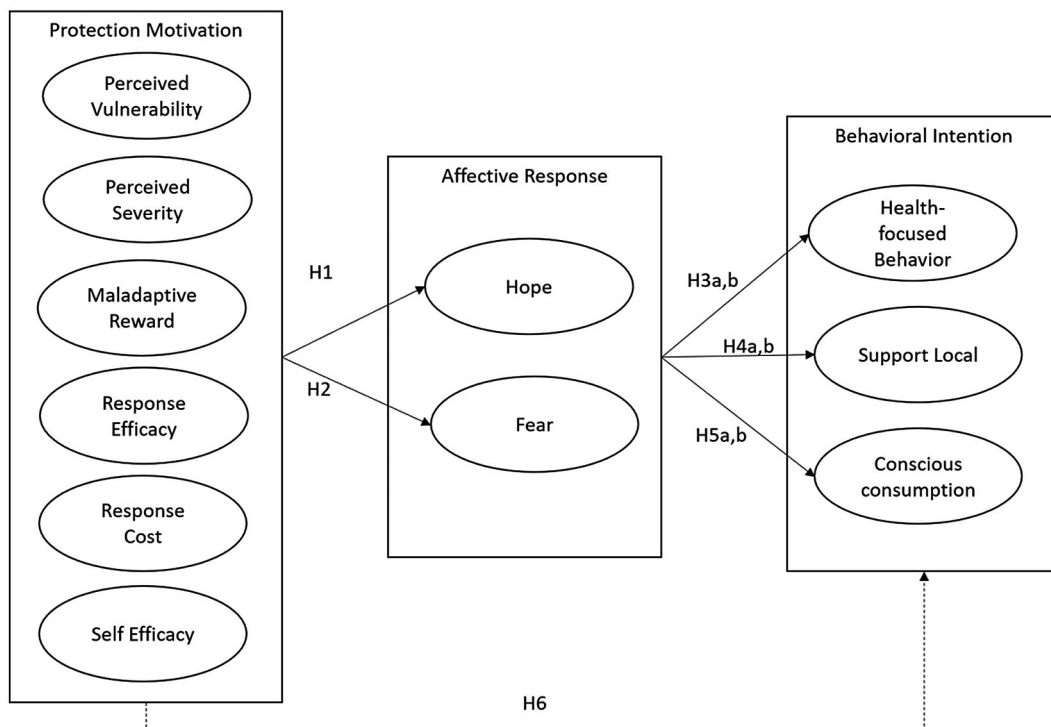 Protection Motivation
Perceived
Vulnerability
Perceived
Severity
Maladaptive
Reward
Response
Efficacy
Response
Cost
Self Efficacy
H1
H2
Affective Response
Hope
Fear
H3a,b
H4a,b
H5a,b
Behavioral Intention
Health-
focused
Behavior
Support Local
Conscious
consumption
H6